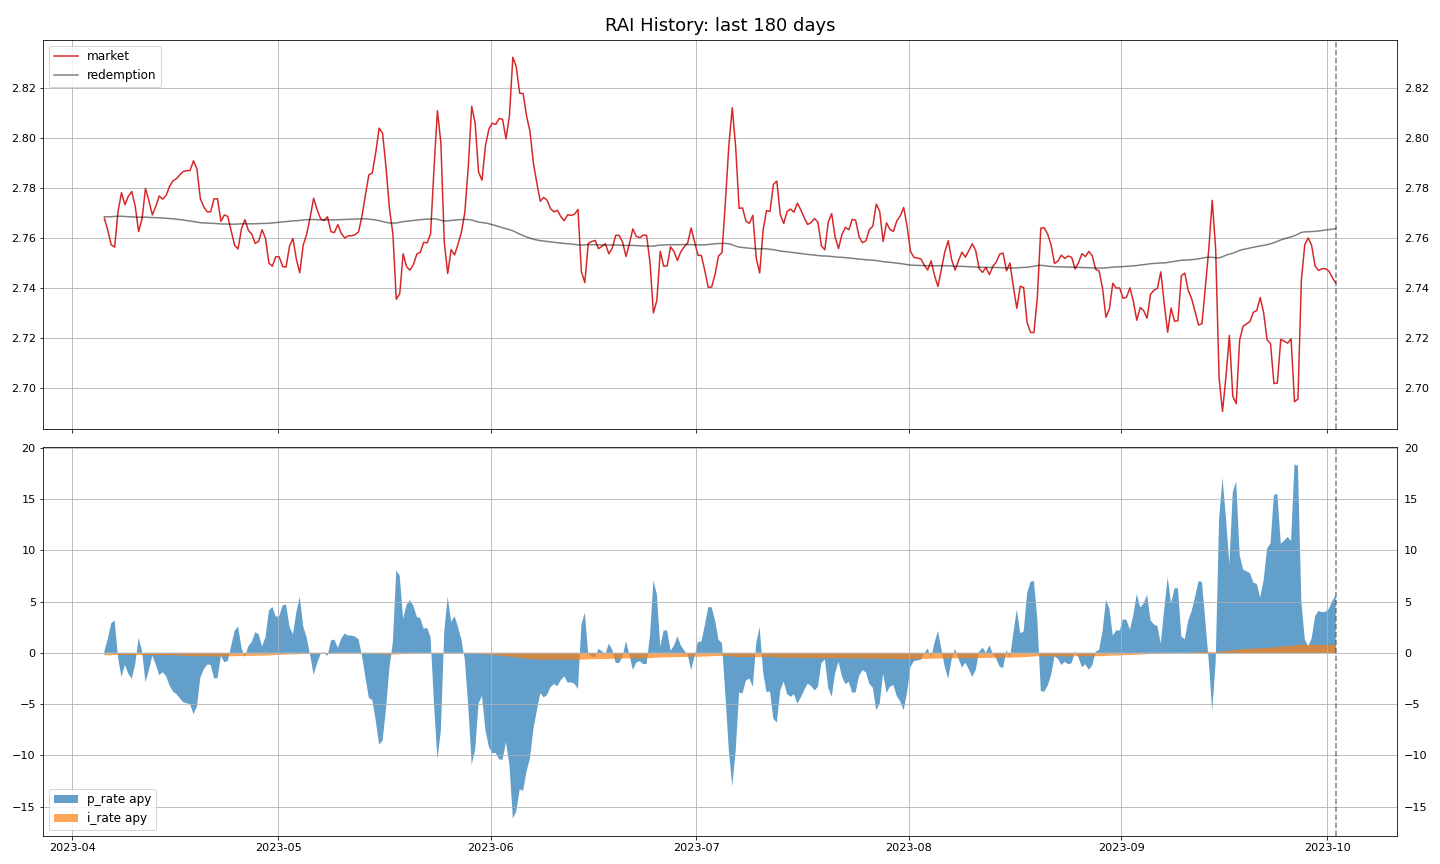 RAI History: last 180 days
market
redemption
2.82 2.82
2.80 2.80
2.78 2.78
2.76 2.76
2.74 2.74
2.72 2.72
2.70 2.70
20 20
15 15
10 10
5 5
0 0
−5 −5
−10 −10
−15 −15
p_rate apy
i_rate apy
2023-04 2023-05 2023-06 2023-07 2023-08 2023-09 2023-10